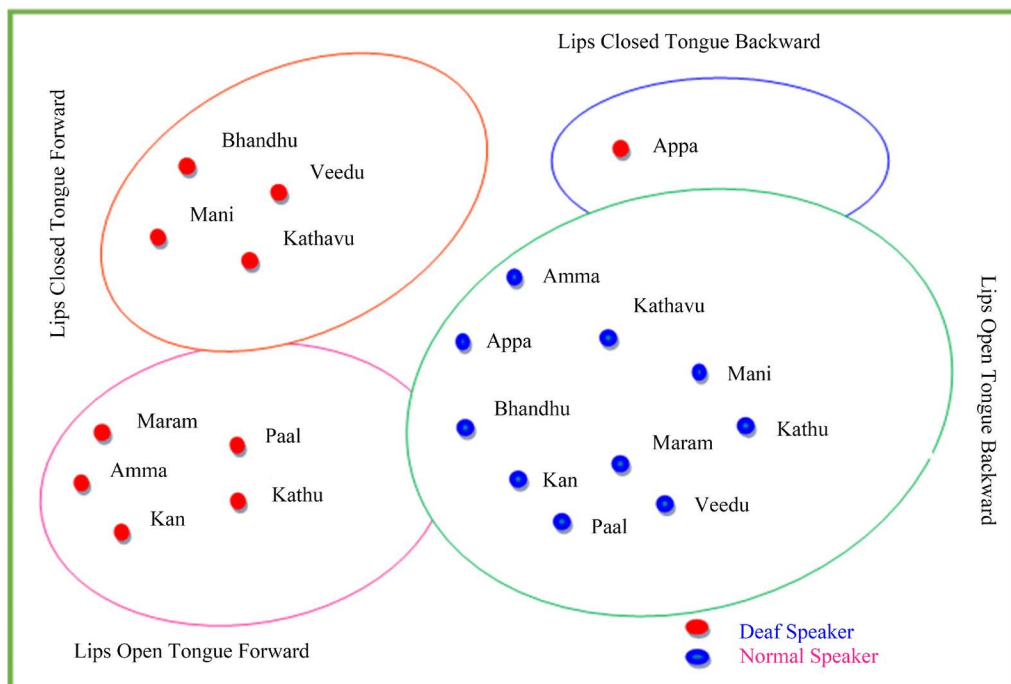 Lips Closed Tongue Backward
Lips Closed Tongue Forward
Bhandhu
Veedu
Mani
Kathavu
Appa
Amma
Kathavu
Appa
Mani
Bhandhu
Kathu
Maram
Kan
Veedu
Paal
Lips Open Tongue Backward
Maram
Paal
Amma
Kathu
Kan
Lips Open Tongue Forward
Deaf Speaker
Normal Speaker